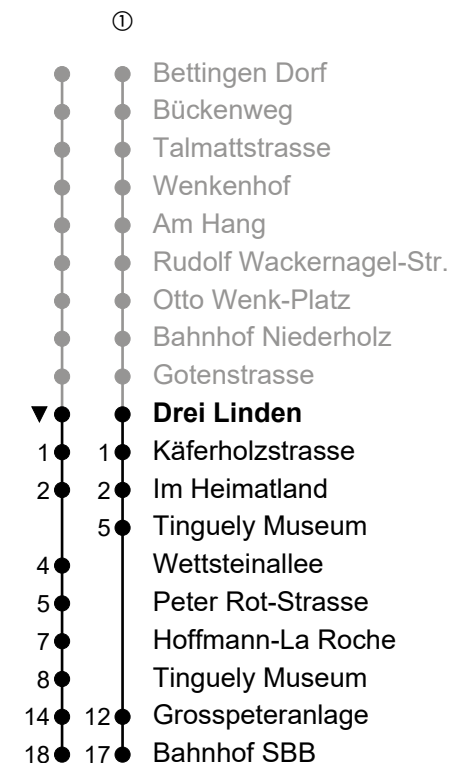 ①
Bettingen Dorf
Bückenweg
Talmattstrasse
Wenkenhof
Am Hang
Rudolf Wackernagel-Str.
Otto Wenk-Platz
Bahnhof Niederholz
Gotenstrasse
▼ Drei Linden
1 1 Käferholzstrasse
2 2 Im Heimatland
5 Tinguely Museum
4 Wettsteinallee
5 Peter Rot-Strasse
7 Hoffmann-La Roche
8 Tinguely Museum
14 12 Grosspeteranlage
18 17 Bahnhof SBB